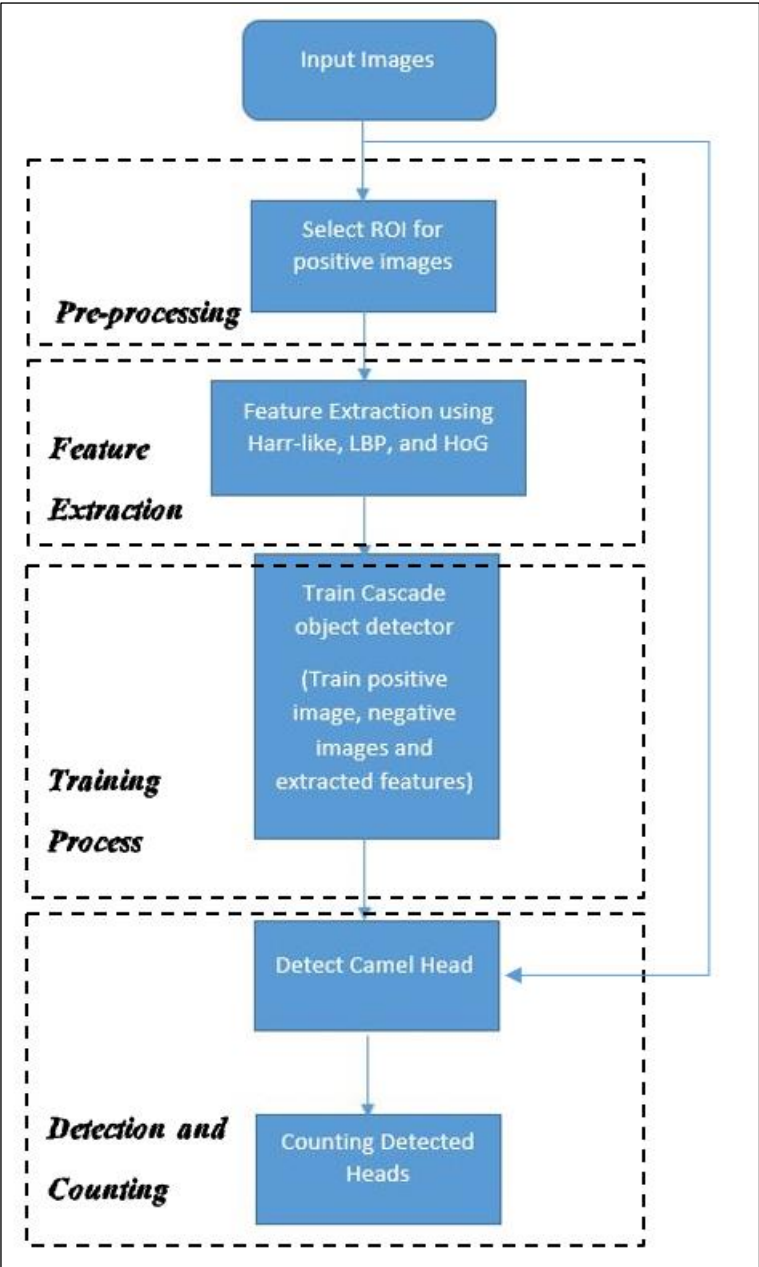 Input Images
Select ROI for
positive images
Pre-processing
Feature Extraction using
Harr-like, LBP, and HoG
Feature
Extraction
Train Cascade
object detector
(Train positive
image, negative
images and
extracted features)
Training
Process
Detect Camel Head
Counting Detected
Heads
Detection and
Counting